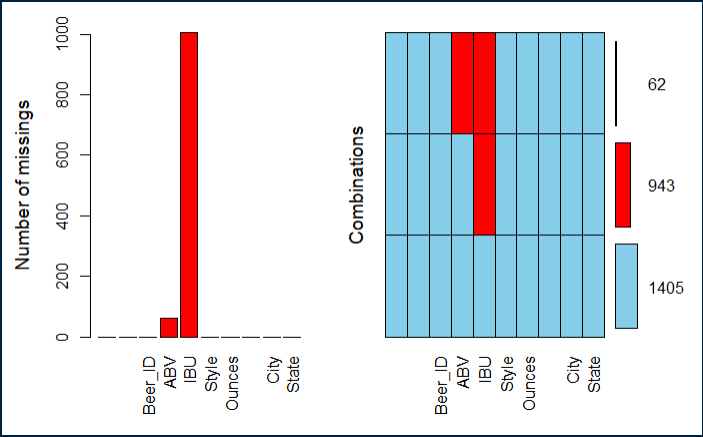 Number of missings
0
200
400
600
800
1000
Beer_ID
ABV
IBU
Style
Ounces
City
State
Combinations
Beer_ID
ABV
IBU
Style
Ounces
City
State
62
943
1405